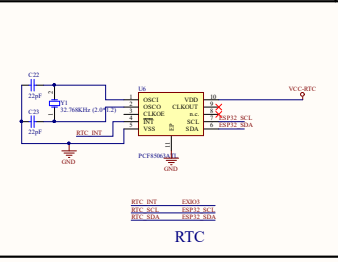 C22
22pF
Y1
32.768KHz (2.0*1.2)
C23
22pF
RTC_INT
GND
U6
1 OSCI VDD 10
2 OSCO CLKOUT 9
3 CLKOE n.c. 8
4 INT SCL 7 ESP32_SCL
5 VSS SDA 6 ESP32_SDA
EP
11
GND
VCC-RTC
RTC_INT EXIO3
RTC_SCL ESP32_SCL
RTC_SDA ESP32_SDA
RTC